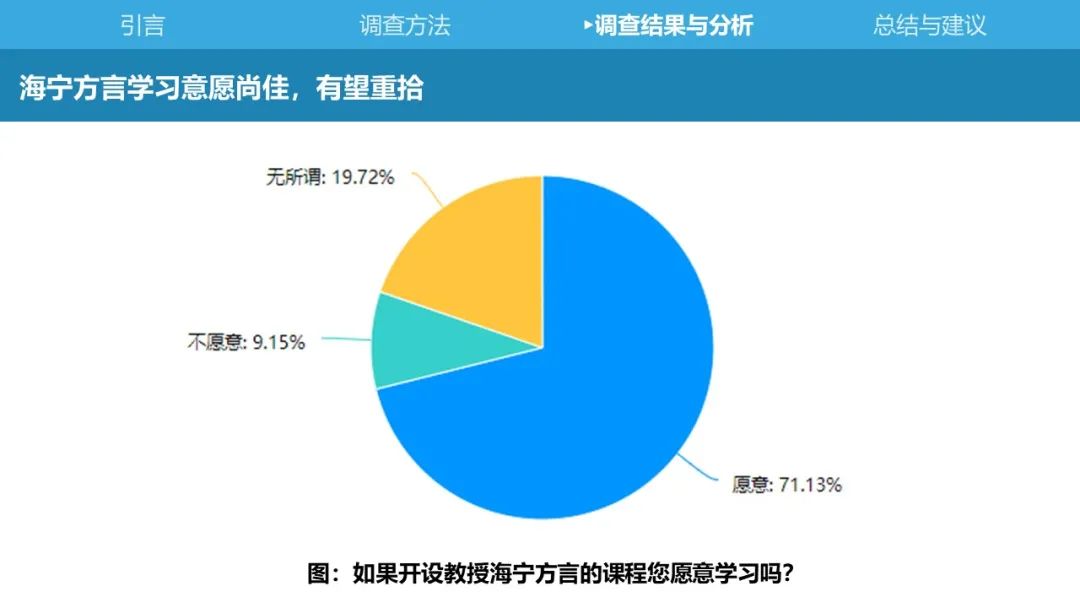 引言 调查方法 ▸调查结果与分析 总结与建议
海宁方言学习意愿尚佳，有望重拾
无所谓: 19.72%
不愿意: 9.15%
愿意: 71.13%
图：如果开设教授海宁方言的课程您愿意学习吗？